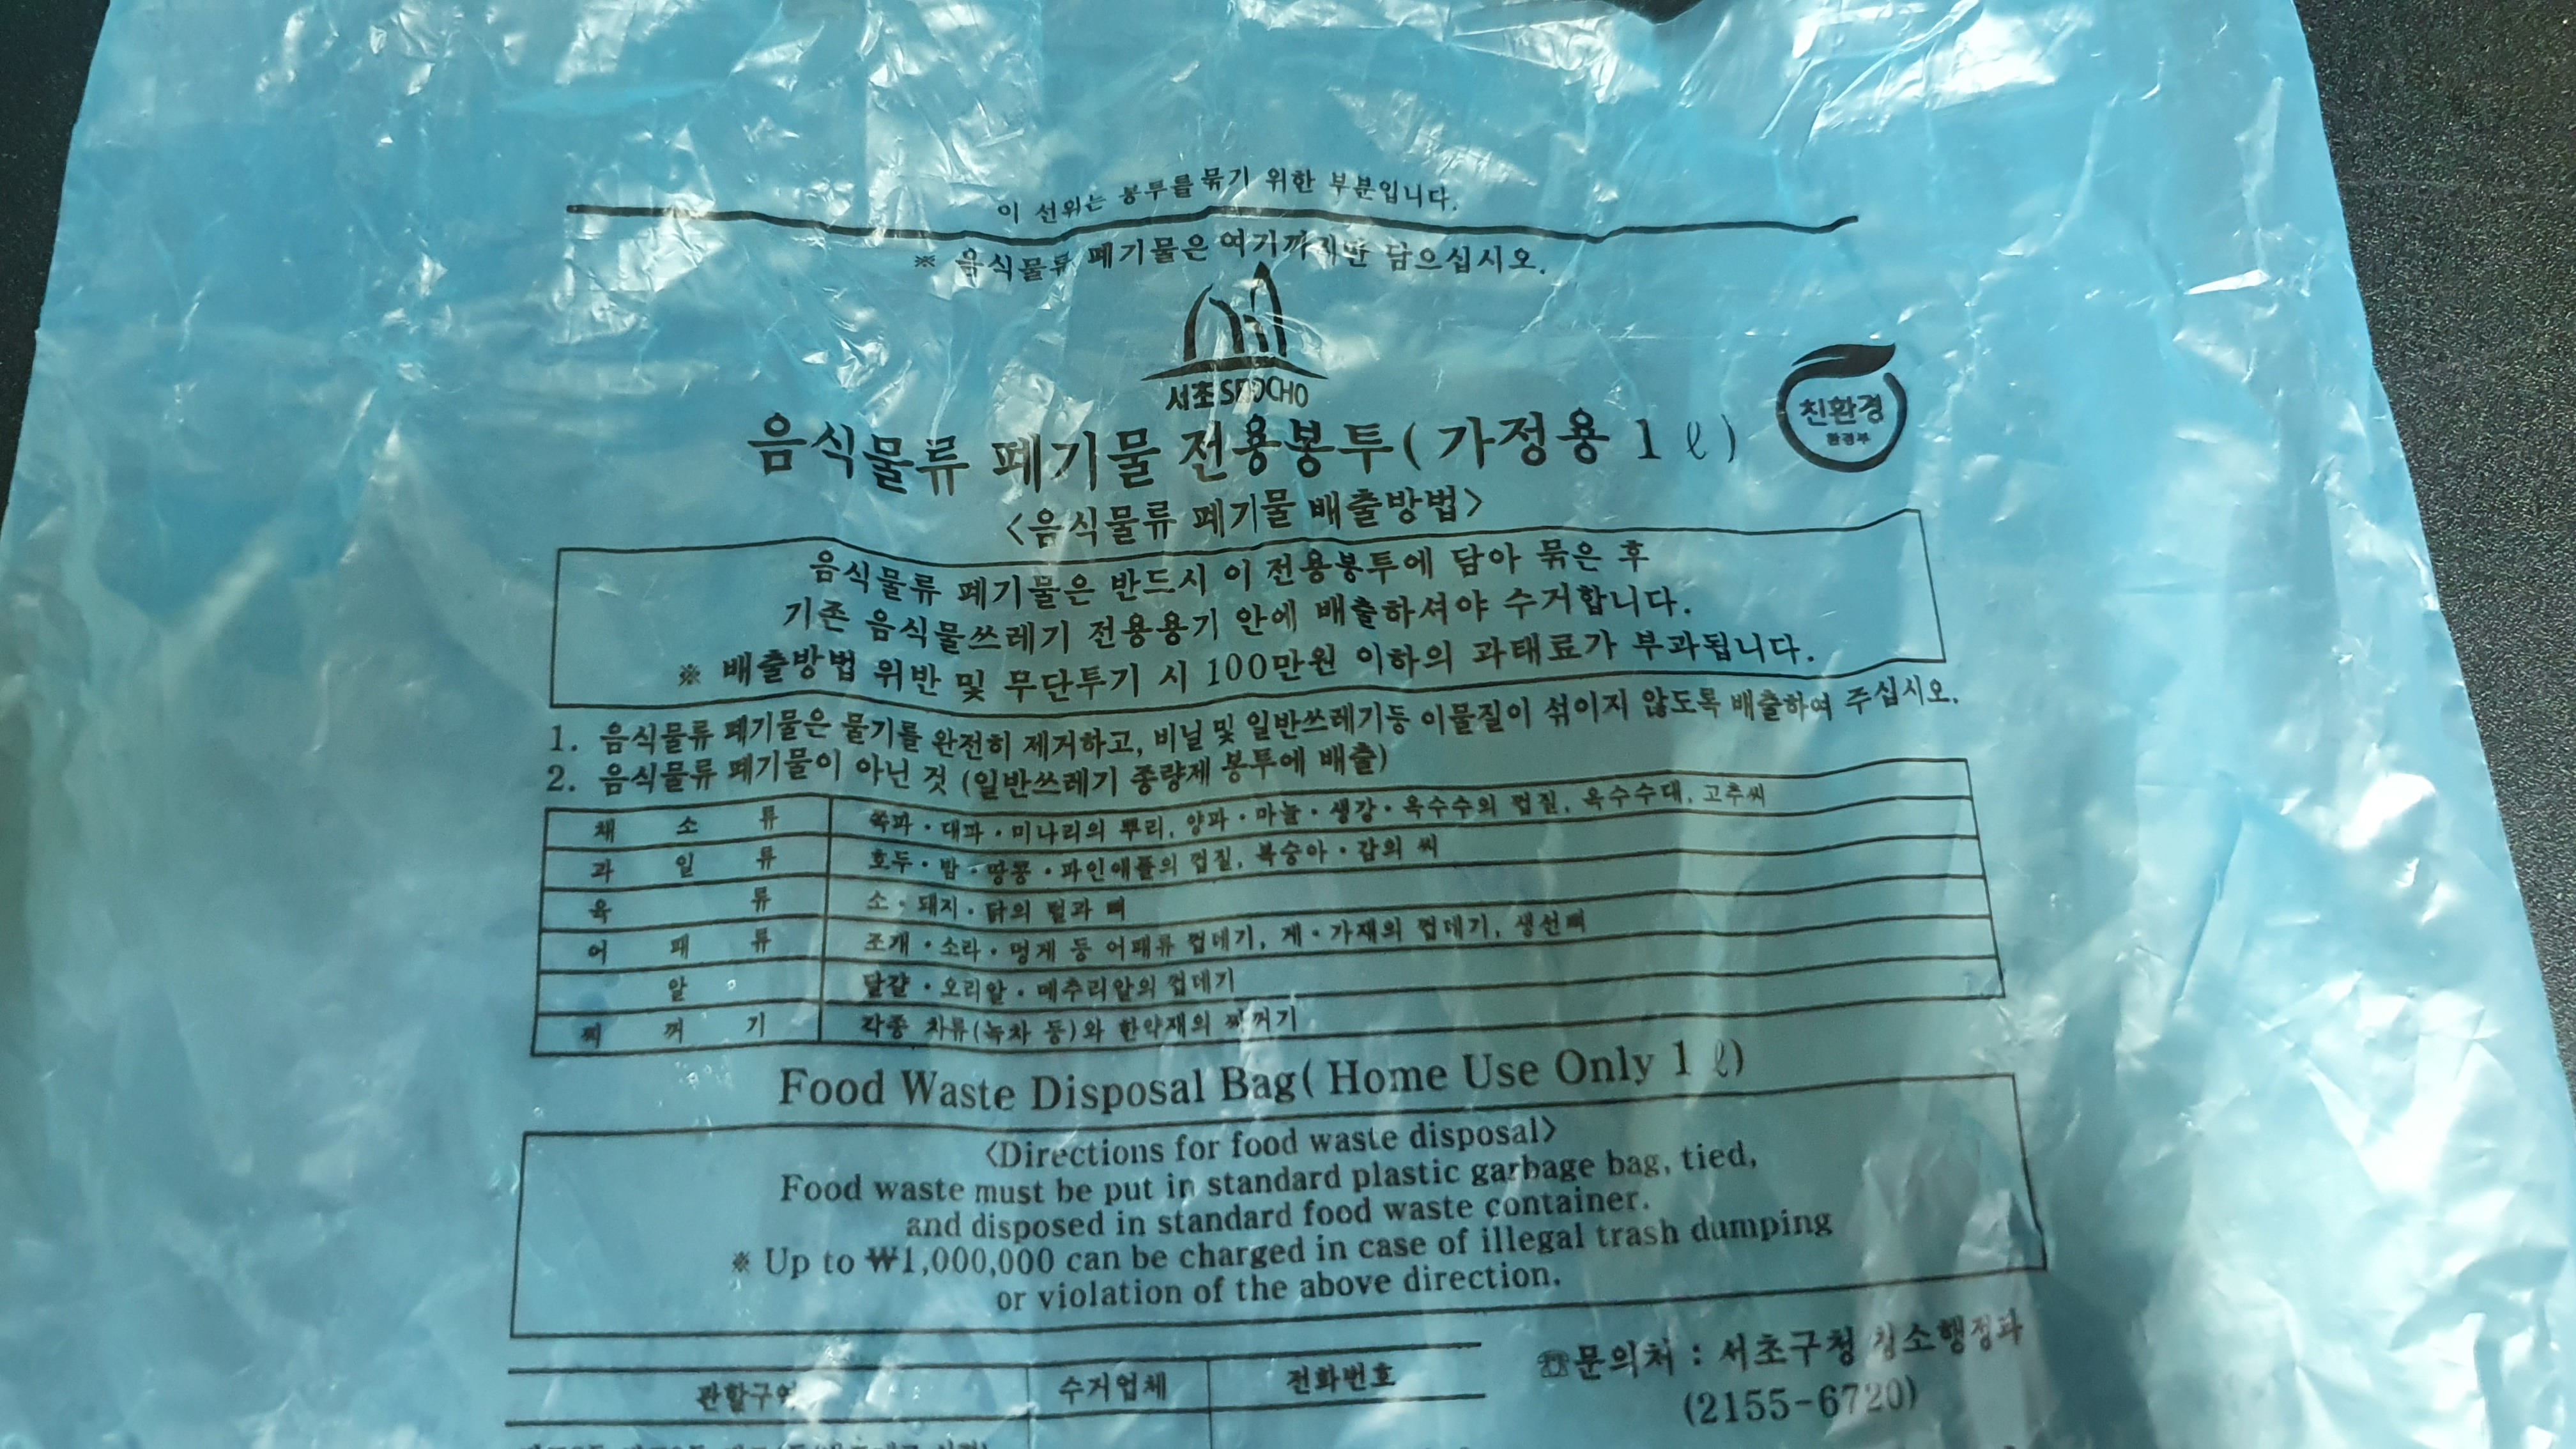 이 선위는 봉투를 묶기 위한 부분입니다.
※ 음식물류 폐기물은 여기까지만 담으십시오.
서초 SEOCHO
친환경
환경부
음식물류 폐기물 전용봉투(가정용 1ℓ)
<음식물류 폐기물 배출방법>
음식물류 폐기물은 반드시 이 전용봉투에 담아 묶은 후
기존 음식물쓰레기 전용용기 안에 배출하셔야 수거합니다.
※ 배출방법 위반 및 무단투기 시 100만원 이하의 과태료가 부과됩니다.
1. 음식물류 폐기물은 물기를 완전히 제거하고, 비닐 및 일반쓰레기등 이물질이 섞이지 않도록 배출하여 주십시오.
2. 음식물류 폐기물이 아닌 것 (일반쓰레기 종량제 봉투에 배출)
채 소 류 쪽파·대파·미나리의 뿌리, 양파·마늘·생강·옥수수의 껍질, 옥수수대, 고추씨
과 일 류 호두·밤·땅콩·파인애플의 껍질, 복숭아·감의 씨
육 류 소·돼지·닭의 털과 뼈
어 패 류 조개·소라·멍게 등 어패류 껍데기, 게·가재의 껍데기, 생선뼈
알 달걀·오리알·메추리알의 껍데기
찌 꺼 기 각종 차류(녹차 등)와 한약재의 찌꺼기
Food Waste Disposal Bag( Home Use Only 1 ℓ)
<Directions for food waste disposal>
Food waste must be put in standard plastic garbage bag, tied,
and disposed in standard food waste container.
※ Up to ₩1,000,000 can be charged in case of illegal trash dumping
or violation of the above direction.
관할구역 수거업체 전화번호
☏문의처 : 서초구청 청소행정과
(2155-6720)